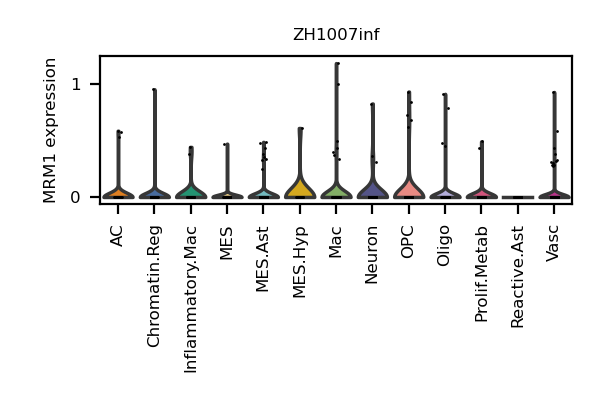 ZH1007inf
MRM1 expression
1
0
AC
Chromatin.Reg
Inflammatory.Mac
MES
MES.Ast
MES.Hyp
Mac
Neuron
OPC
Oligo
Prolif.Metab
Reactive.Ast
Vasc